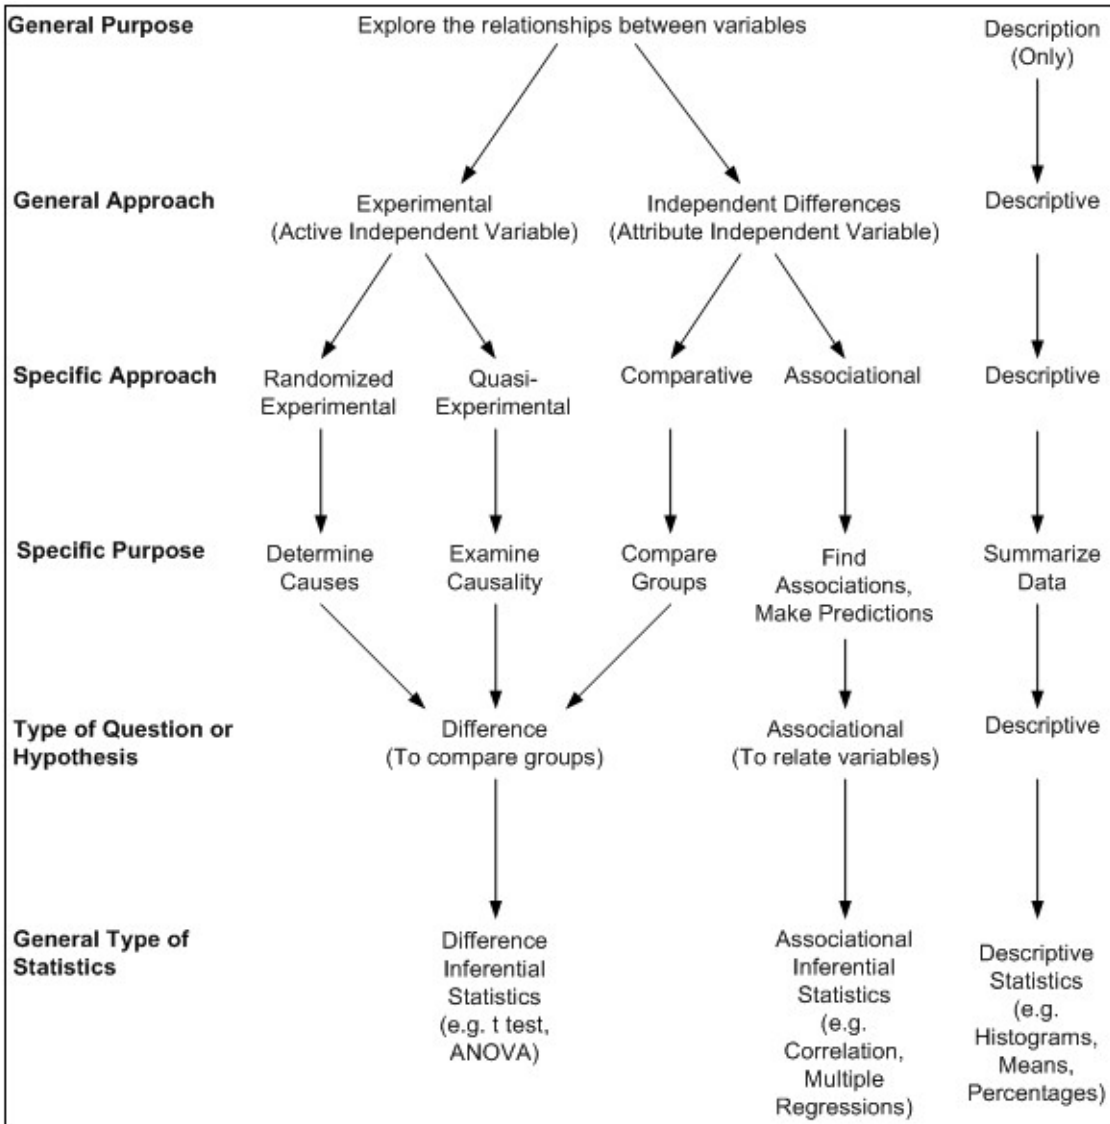 General Purpose
Explore the relationships between variables
Description
(Only)
General Approach
Experimental
(Active Independent Variable)
Independent Differences
(Attribute Independent Variable)
Descriptive
Specific Approach
Randomized
Experimental
Quasi-
Experimental
Comparative
Associational
Descriptive
Specific Purpose
Determine
Causes
Examine
Causality
Compare
Groups
Find
Associations,
Make Predictions
Summarize
Data
Type of Question or
Hypothesis
Difference
(To compare groups)
Associational
(To relate variables)
Descriptive
General Type of
Statistics
Difference
Inferential
Statistics
(e.g. t test,
ANOVA)
Associational
Inferential
Statistics
(e.g.
Correlation,
Multiple
Regressions)
Descriptive
Statistics
(e.g.
Histograms,
Means,
Percentages)